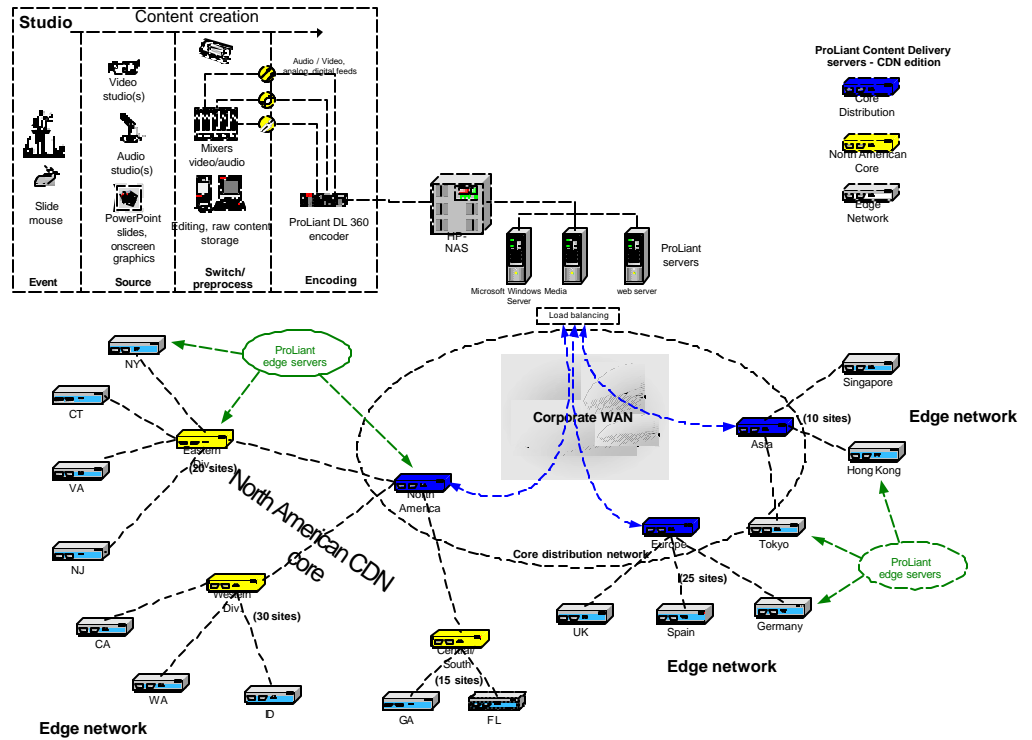 Studio
Content creation
Audio / Video,
analog, digital feeds
Video
studio(s)
Audio
studio(s)
Mixers
video/audio
Slide
mouse
PowerPoint
slides,
onscreen
graphics
Editing, raw content
storage
ProLiant DL 360
encoder
Event
Source
Switch/
preprocess
Encoding
HP-
NAS
ProLiant
servers
Microsoft Windows Media
Server
web server
Load balancing
ProLiant Content Delivery
servers - CDN edition
Core
Distribution
North American
Core
Edge
Network
NY
ProLiant
edge servers
CT
Eastern
Div.
(20 sites)
VA
NJ
North American CDN
core
North
America
Corporate WAN
Core distribution network
Singapore
(10 sites)
Asia
Edge network
Hong Kong
Tokyo
ProLiant
edge servers
Europe
(25 sites)
UK
Spain
Germany
Edge network
Western
Div.
(30 sites)
CA
WA
ID
Central/
South
(15 sites)
GA
FL
Edge network